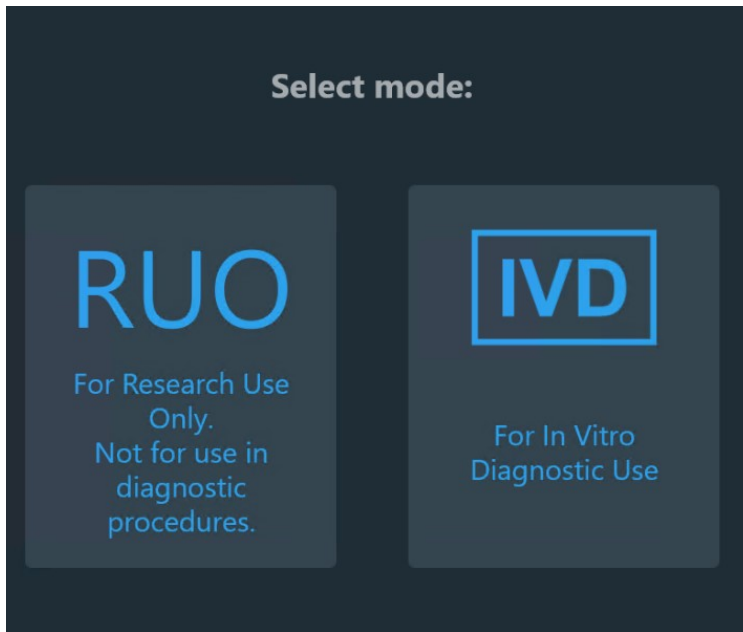 Select mode:
RUO
For Research Use
Only.
Not for use in
diagnostic
procedures.
IVD
For In Vitro
Diagnostic Use